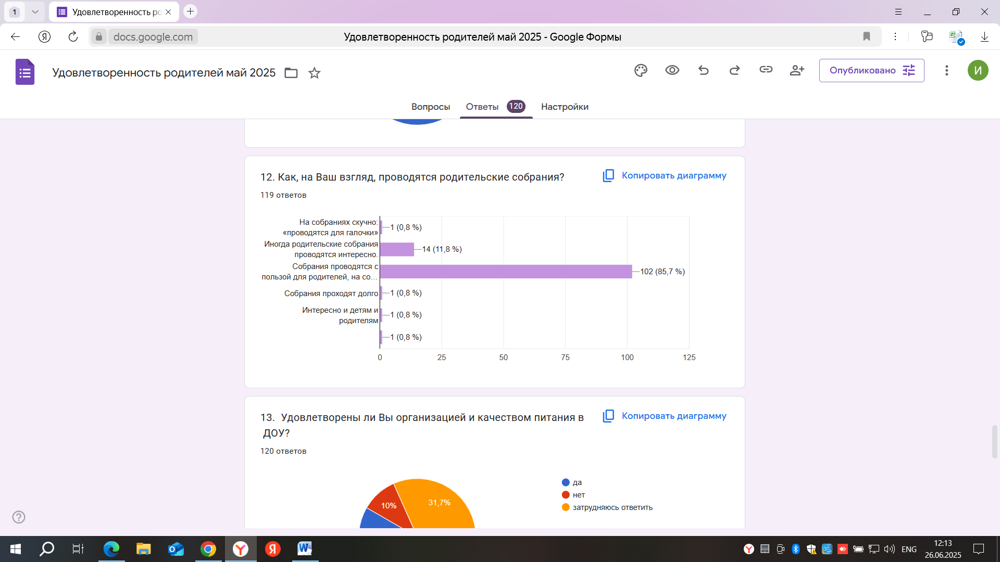 1
Удовлетворенность ро
docs.google.com
Удовлетворенность родителей май 2025 - Google Формы
Удовлетворенность родителей май 2025
Опубликовано
И
Вопросы
Ответы 120
Настройки
12. Как, на Ваш взгляд, проводятся родительские собрания?
Копировать диаграмму
119 ответов
На собраниях скучно:
«проводятся для галочки»
1 (0,8 %)
Иногда родительские собрания
проводятся интересно.
14 (11,8 %)
Собрания проводятся с
пользой для родителей, на со...
102 (85,7 %)
Собрания проходят долго
1 (0,8 %)
Интересно и детям и
родителям
1 (0,8 %)
1 (0,8 %)
0 25 50 75 100 125
13. Удовлетворены ли Вы организацией и качеством питания в
ДОУ?
Копировать диаграмму
120 ответов
10%
31,7%
да
нет
затрудняюсь ответить
ENG
12:13
26.06.2025